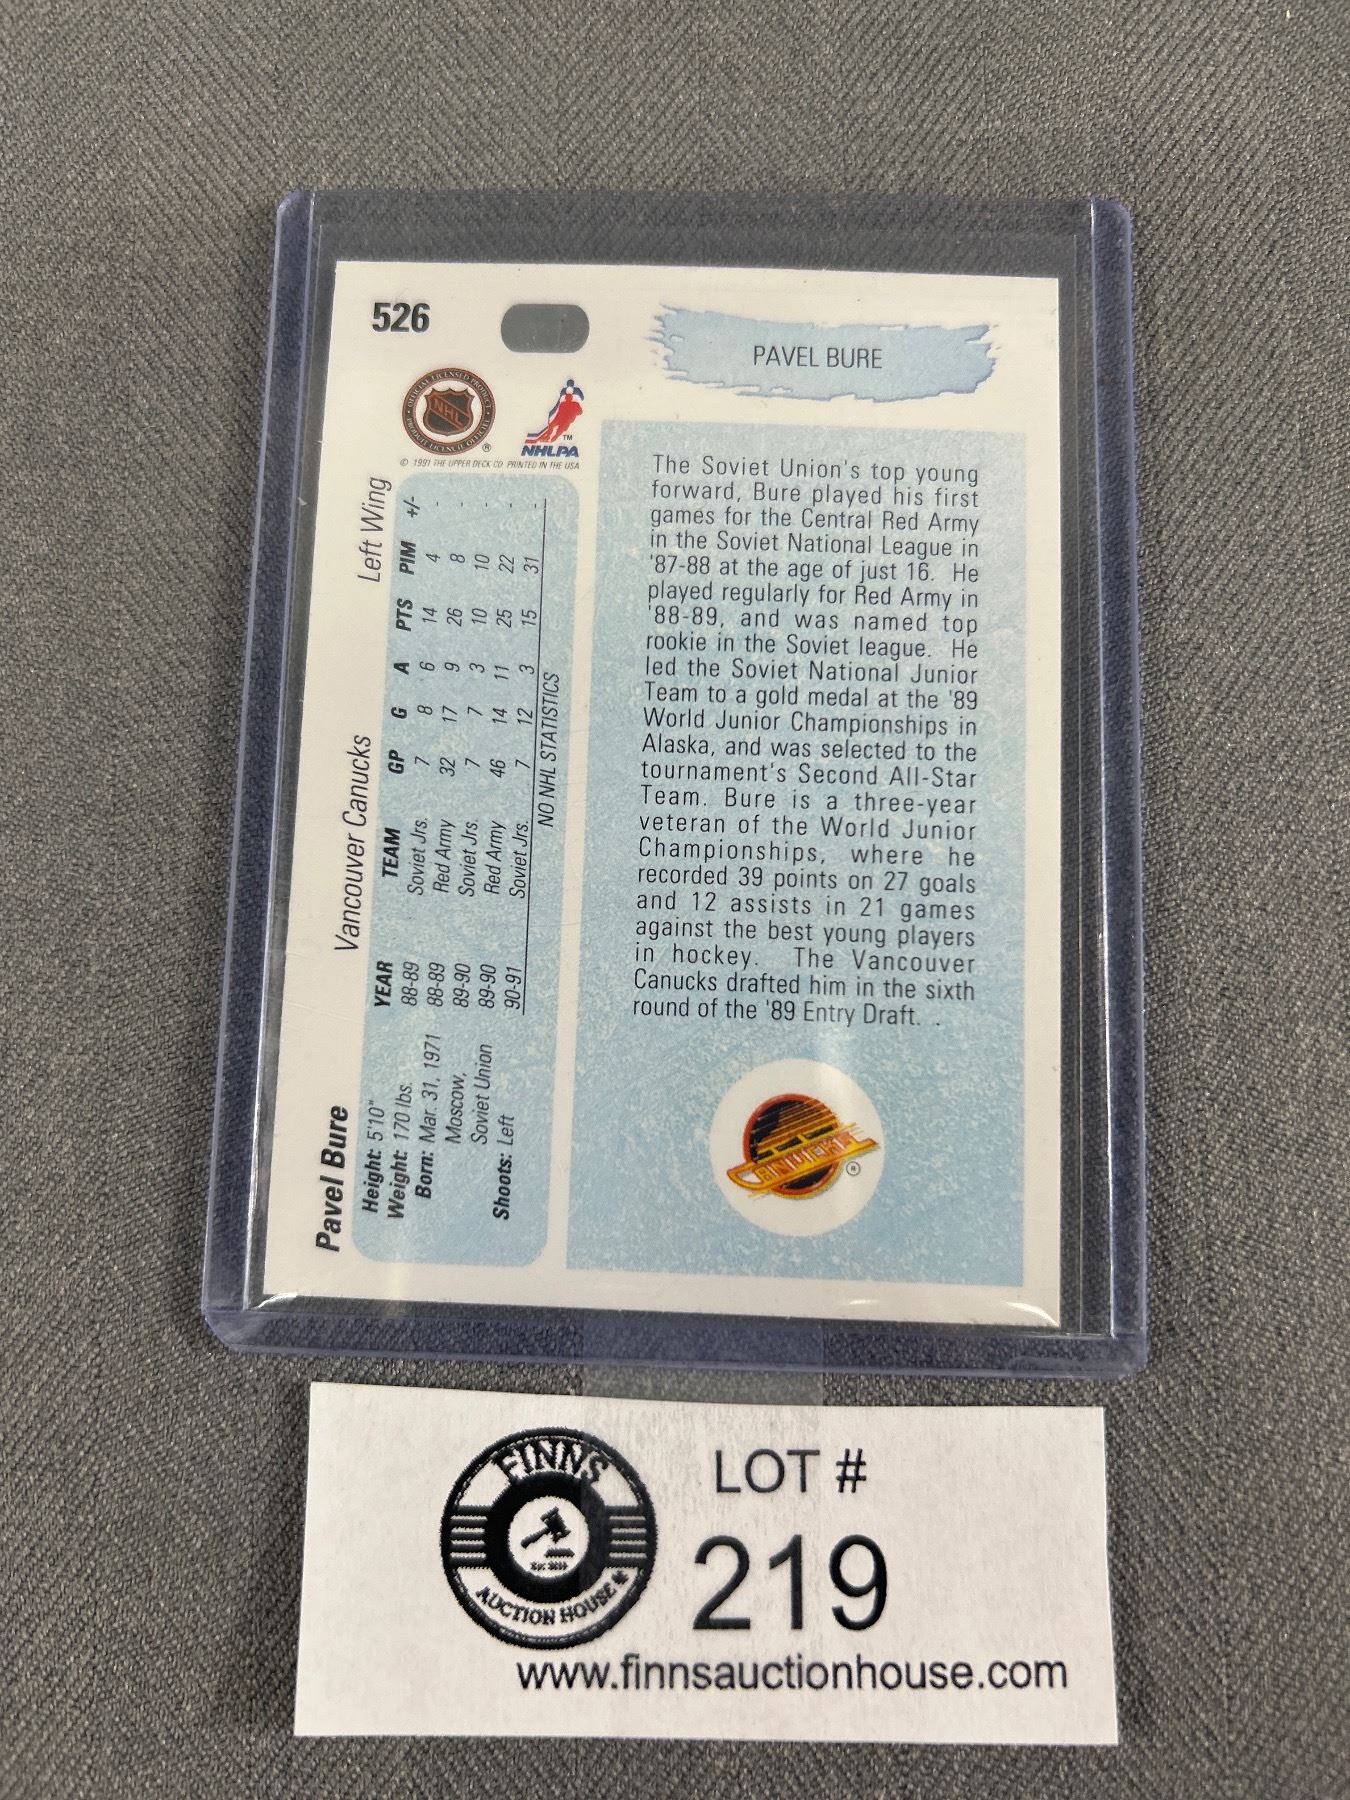 526
PAVEL BURE
OFFICIAL LICENSED PRODUCT
NHL
PRODUIT LICENCIÉ OFFICIEL
®
NHLPA
TM
© 1991 THE UPPER DECK CO. PRINTED IN THE USA
Pavel Bure Vancouver Canucks Left Wing
Height: 5'10"
Weight: 170 lbs.
Born: Mar. 31, 1971
Moscow,
Soviet Union
Shoots: Left
YEAR TEAM GP G A PTS PIM +/-
88-89 Soviet Jrs. 7 8 6 14 4 -
88-89 Red Army 32 17 9 26 8 -
89-90 Soviet Jrs. 7 7 3 10 10 -
89-90 Red Army 46 14 11 25 22 -
90-91 Soviet Jrs. 7 12 3 15 31 -
NO NHL STATISTICS
The Soviet Union's top young
forward, Bure played his first
games for the Central Red Army
in the Soviet National League in
'87-88 at the age of just 16. He
played regularly for Red Army in
'88-89, and was named top
rookie in the Soviet league. He
led the Soviet National Junior
Team to a gold medal at the '89
World Junior Championships in
Alaska, and was selected to the
tournament's Second All-Star
Team. Bure is a three-year
veteran of the World Junior
Championships, where he
recorded 39 points on 27 goals
and 12 assists in 21 games
against the best young players
in hockey. The Vancouver
Canucks drafted him in the sixth
round of the '89 Entry Draft. .
CANUCKS
®
FINNS
AUCTION HOUSE
LOT #
219
www.finnsauctionhouse.com